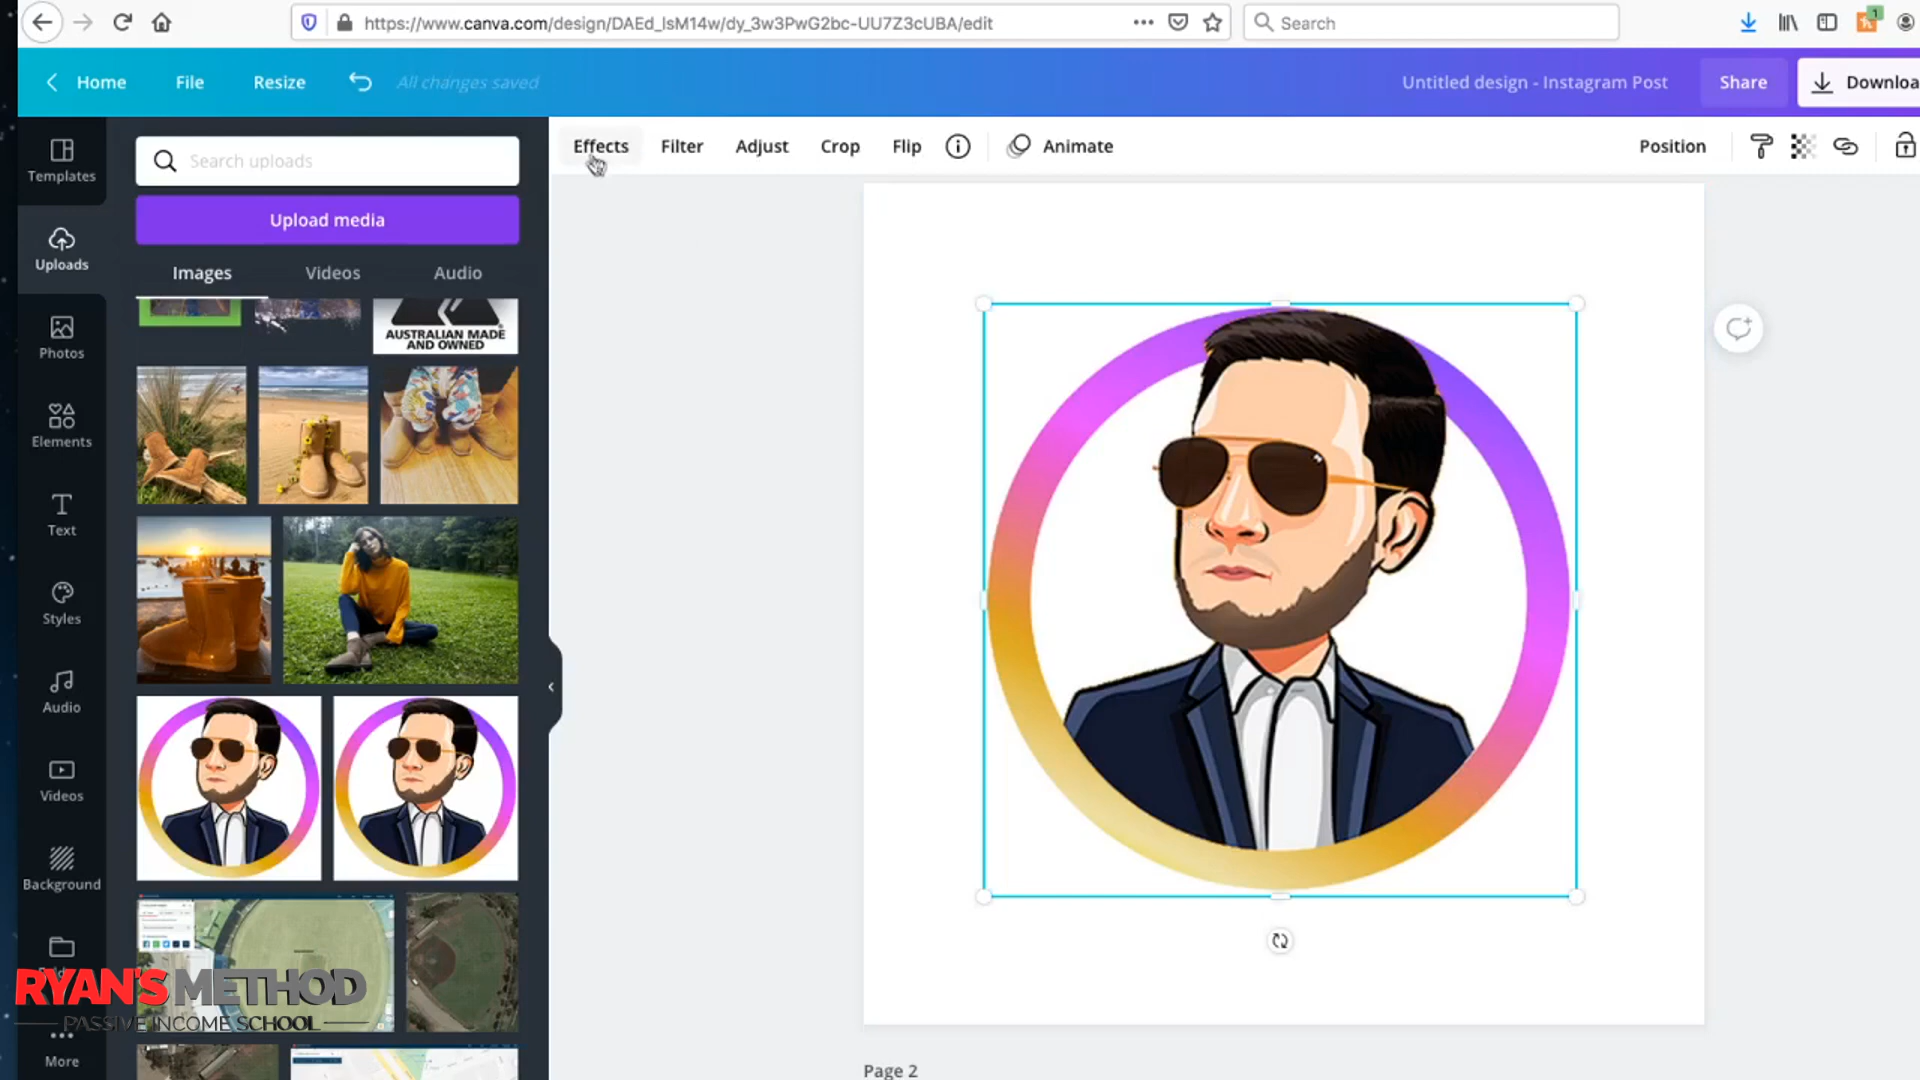 https://www.canva.com/design/DAEd_lsM14w/dy_3w3PwG2bc-UU7Z3cUBA/edit
Search
1
Home
File
Resize
All changes saved
Untitled design - Instagram Post
Share
Downloa
Templates
Uploads
Photos
Elements
Text
Styles
Audio
Videos
Background
More
Search uploads
Upload media
Images
Videos
Audio
AUSTRALIAN MADE
AND OWNED
Effects
Filter
Adjust
Crop
Flip
Animate
Position
RYAN'S METHOD
PASSIVE INCOME SCHOOL
Page 2